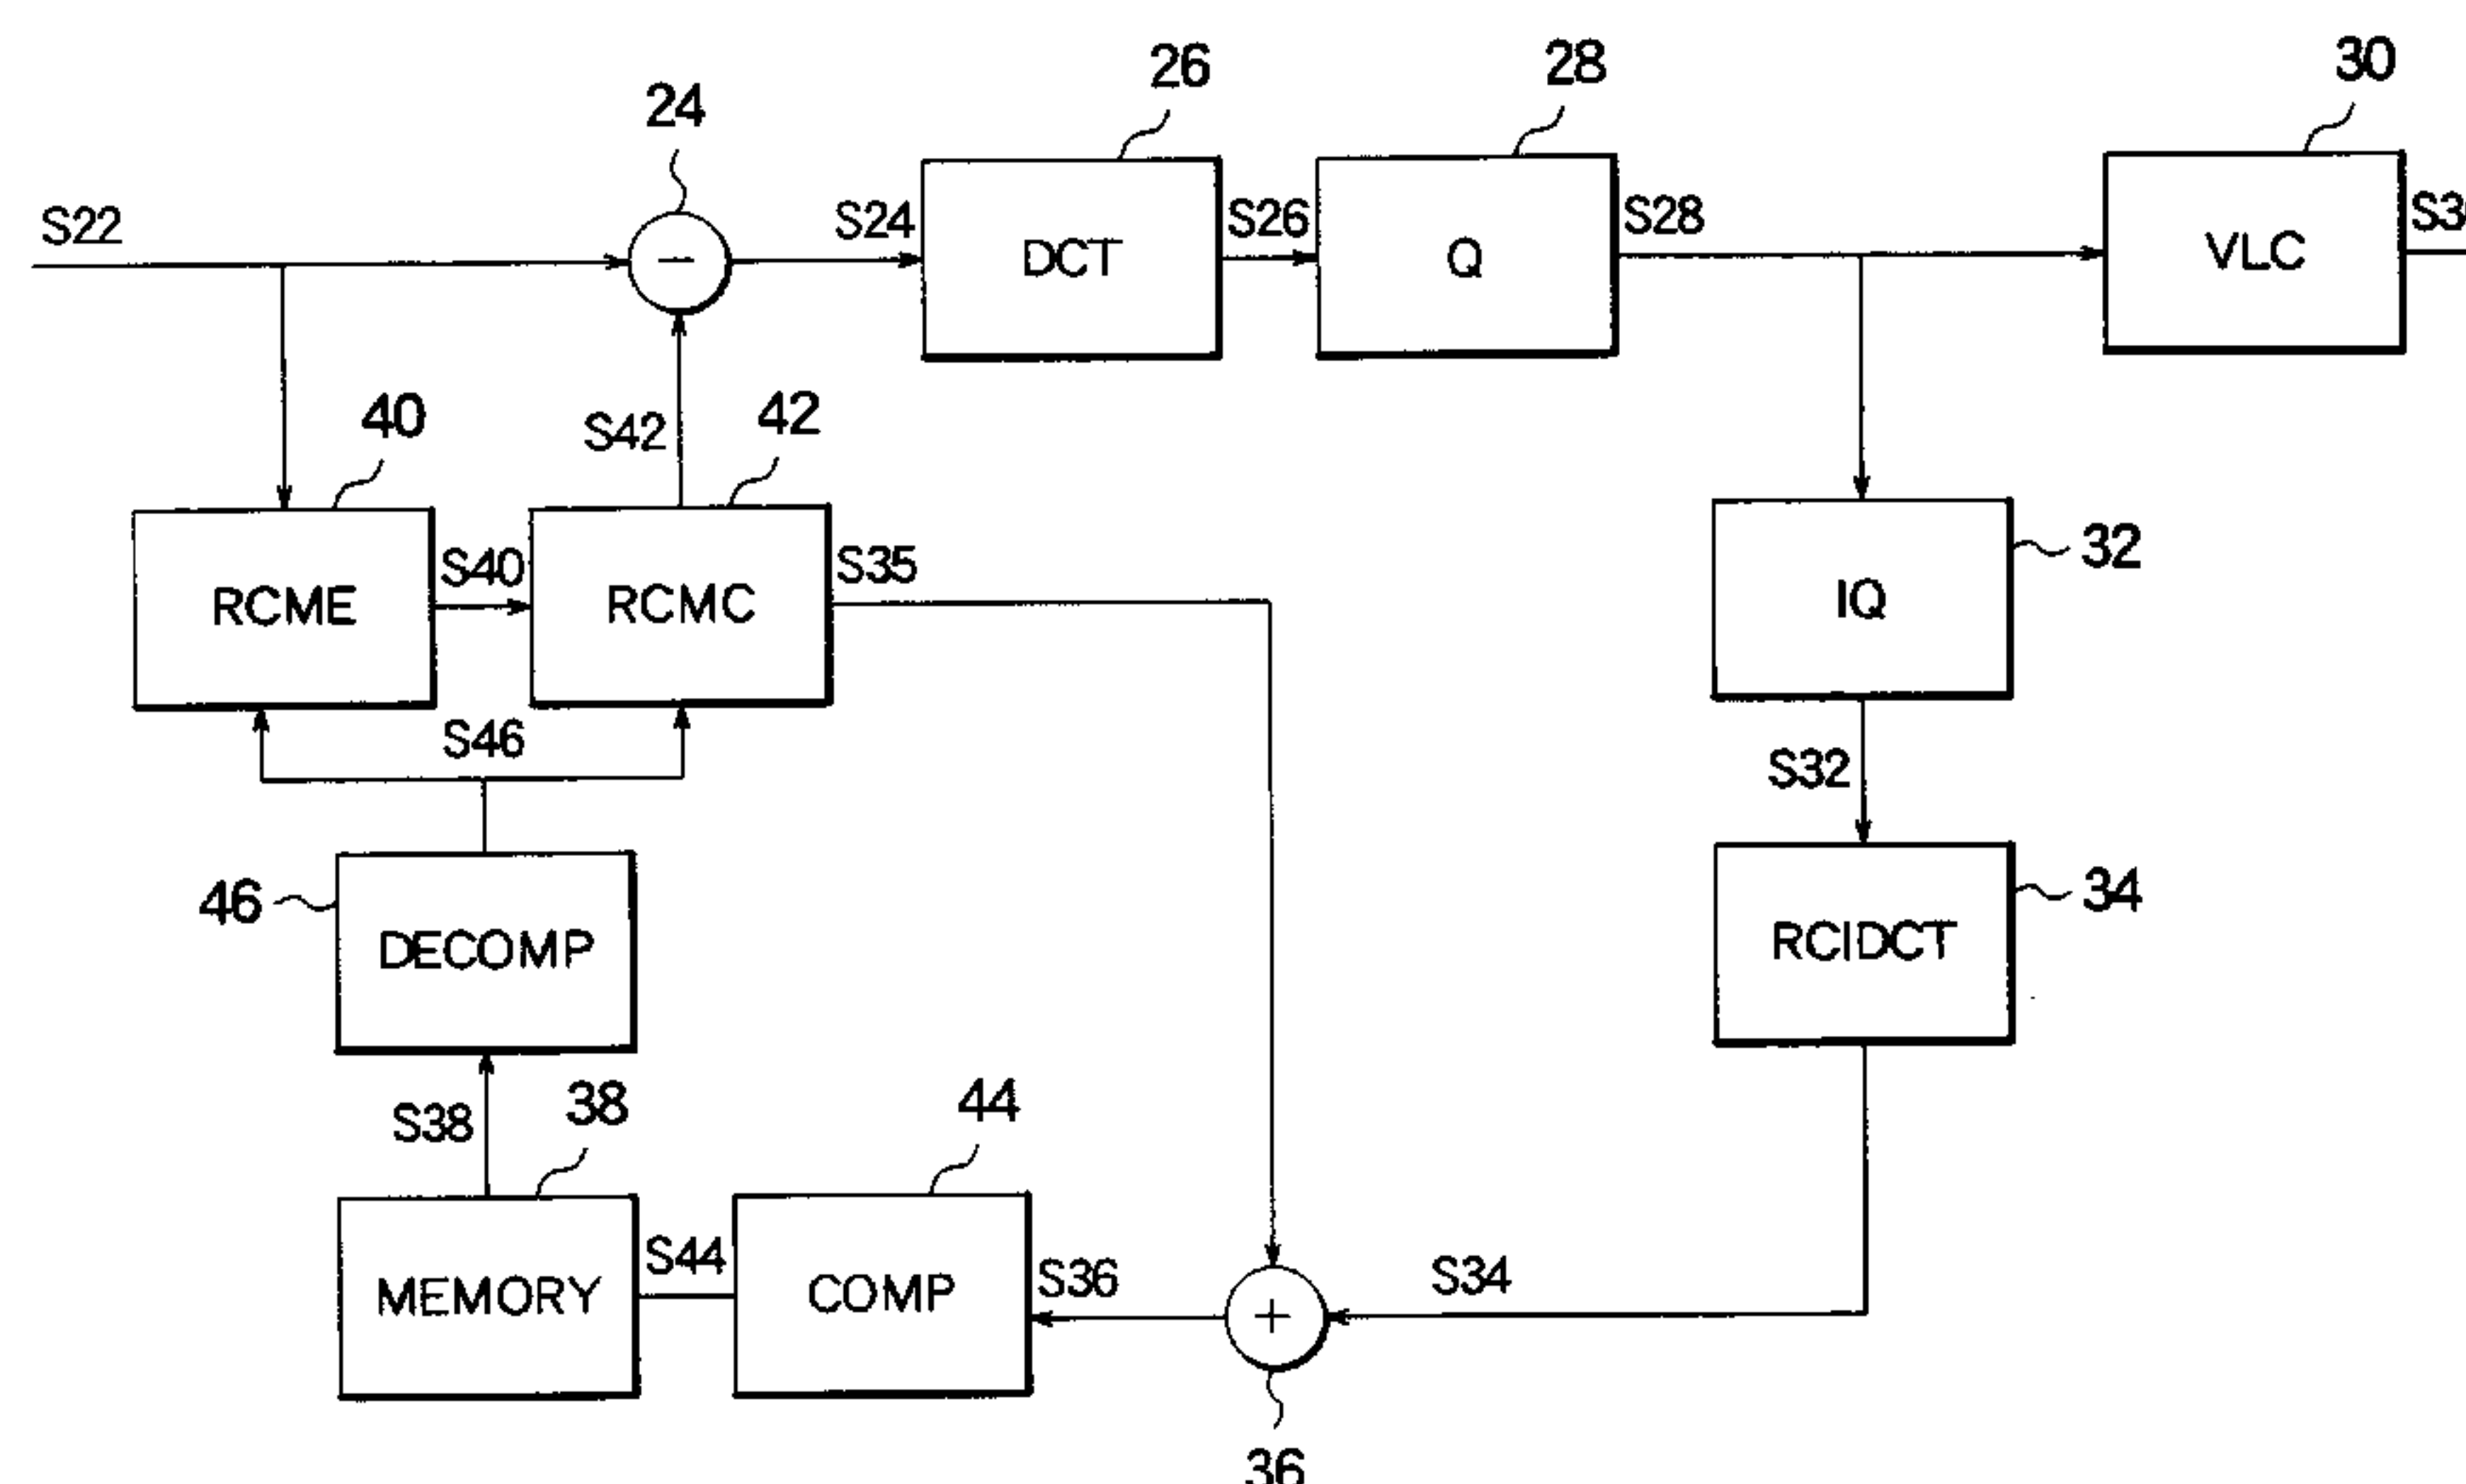 30
28
26
24
S22
S24
S26
S28
DCT
Q
VLC
40
S42
42
S40
S35
32
RCME
RCMC
IQ
S46
S32
46
34
DECOMP
RCIDCT
S38
38
44
S44
S36
S34
MEMORY
COMP
36